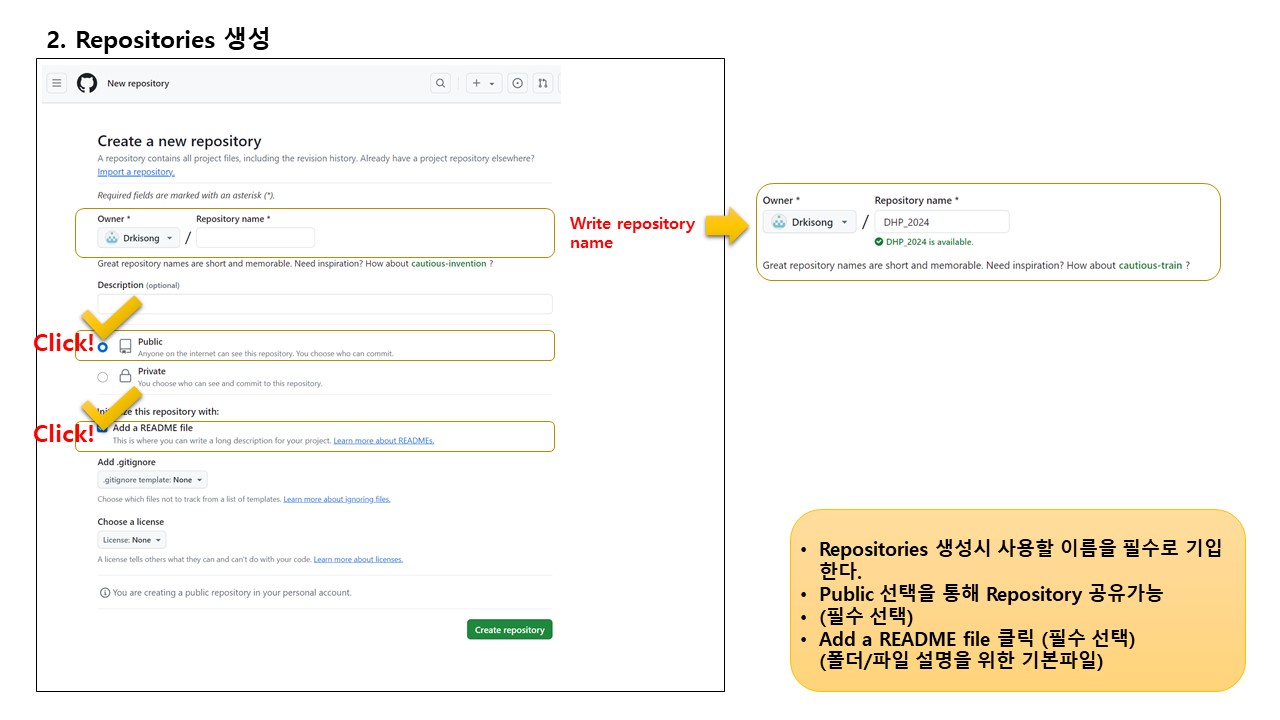 2. Repositories 생성
New repository
Create a new repository
A repository contains all project files, including the revision history. Already have a project repository elsewhere?
Import a repository.
Required fields are marked with an asterisk (*).
Owner * Repository name *
Drkisong /
Great repository names are short and memorable. Need inspiration? How about cautious-invention ?
Description (optional)
Click!
Public
Anyone on the internet can see this repository. You choose who can commit.
Private
You choose who can see and commit to this repository.
this repository with:
Click!
Add a README file
This is where you can write a long description for your project. Learn more about READMEs.
Add .gitignore
.gitignore template: None
Choose which files not to track from a list of templates. Learn more about ignoring files.
Choose a license
License: None
A license tells others what they can and can't do with your code. Learn more about licenses.
You are creating a public repository in your personal account.
Create repository
Write repository
name
Owner * Repository name *
Drkisong / DHP_2024
DHP_2024 is available.
Great repository names are short and memorable. Need inspiration? How about cautious-train ?
• Repositories 생성시 사용할 이름을 필수로 기입
한다.
• Public 선택을 통해 Repository 공유가능
• (필수 선택)
• Add a README file 클릭 (필수 선택)
(폴더/파일 설명을 위한 기본파일)